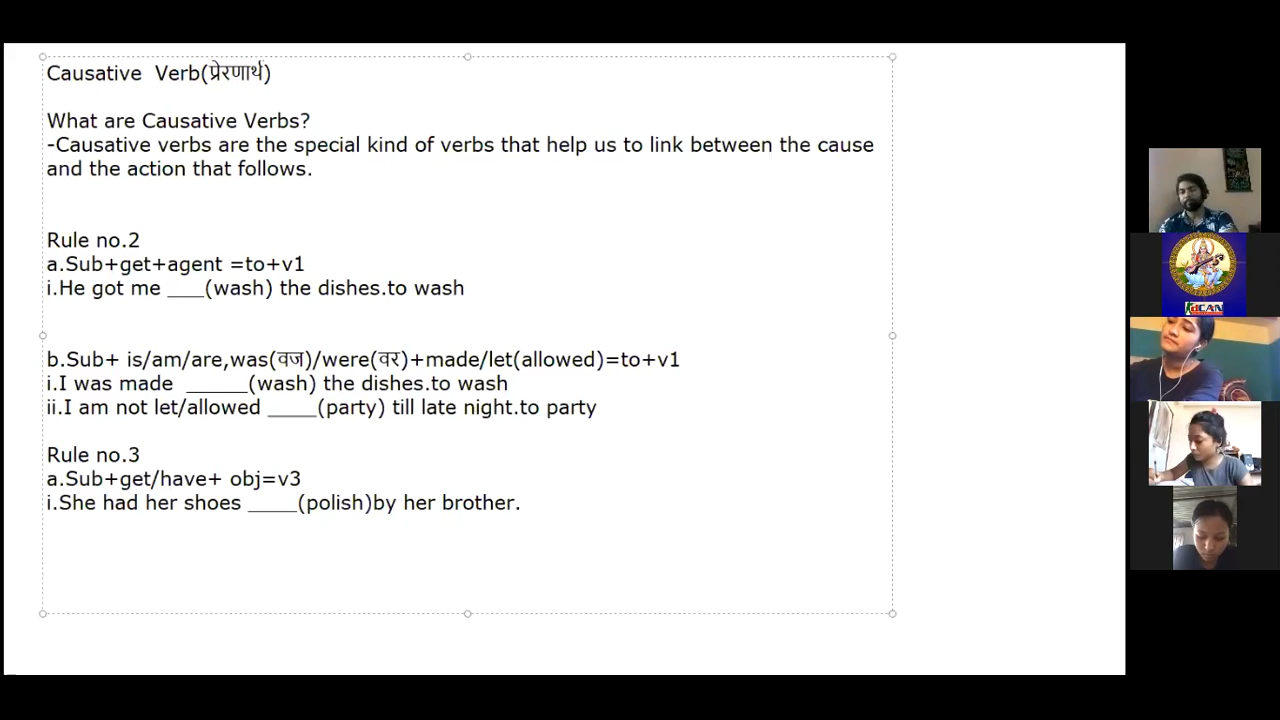 Causative Verb(प्रेरणार्थ)
What are Causative Verbs?
-Causative verbs are the special kind of verbs that help us to link between the cause
and the action that follows.
Rule no.2
a.Sub+get+agent =to+v1
i.He got me ___(wash) the dishes.to wash
b.Sub+ is/am/are,was(वज)/were(वर)+made/let(allowed)=to+v1
i.I was made _____(wash) the dishes.to wash
ii.I am not let/allowed ____(party) till late night.to party
Rule no.3
a.Sub+get/have+ obj=v3
i.She had her shoes ____(polish)by her brother.